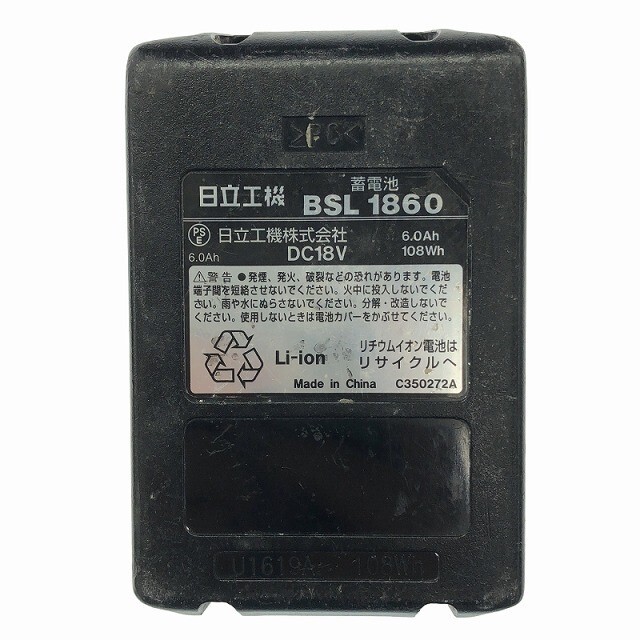 >PC<
日立工機
蓄電池
BSL 1860
PS
E
日立工機株式会社
6.0Ah
6.0Ah
DC18V
108Wh
⚠警告 ●発煙、発火、破裂などの恐れがあります。電池
端子間を短絡させないでください。火中に投入しないでくだ
さい。雨や水にぬらさないでください。分解・改造しないで
ください。使用しないときは電池カバーをかぶせてください。
Li-ion
リチウムイオン電池は
リサイクルへ
Made in China
C350272A
U1619A
108Wh